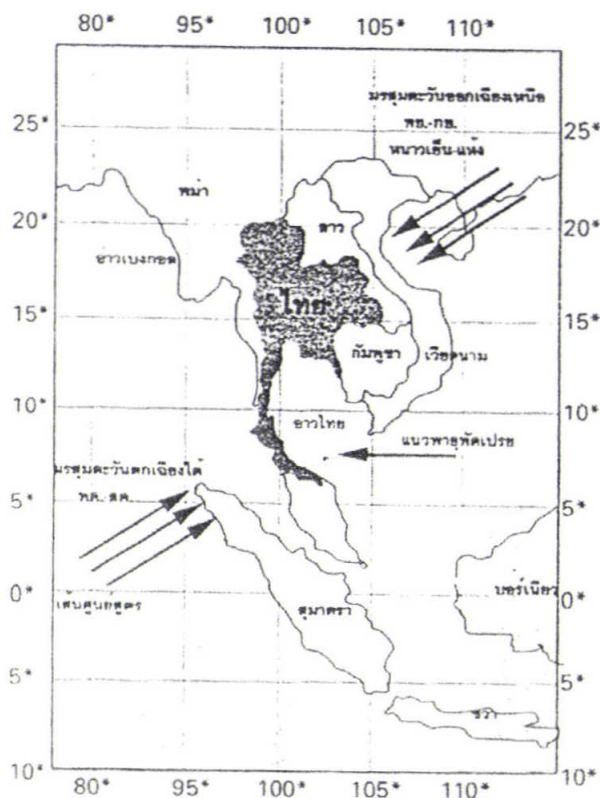 80* 95* 100* 105* 110*
มรสุมตะวันออกเฉียงเหนือ
พย.-กพ.
หนาวเย็น-แห้ง
25* 25*
พม่า
20* ลาว 20*
อ่าวเบงกอล
15* ไทย 15*
กัมพูชา เวียดนาม
10* อ่าวไทย 10*
แนวพายุพัดเปรย
มรสุมตะวันตกเฉียงใต้
5* 5*
บอร์เนียว
0* เส้นศูนย์สูตร 0*
สุมาตรา
5* 5*
ชวา
10* 10*
80* 95* 100* 105* 110*